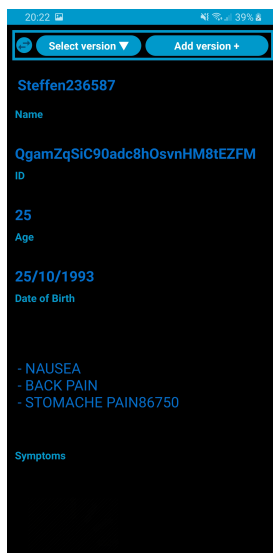 20:22 39%
Select version ▼ Add version +
Steffen236587
Name
QgamZqSiC90adc8hOsvnHM8tEZFM
ID
25
Age
25/10/1993
Date of Birth
- NAUSEA
- BACK PAIN
- STOMACHE PAIN86750
Symptoms